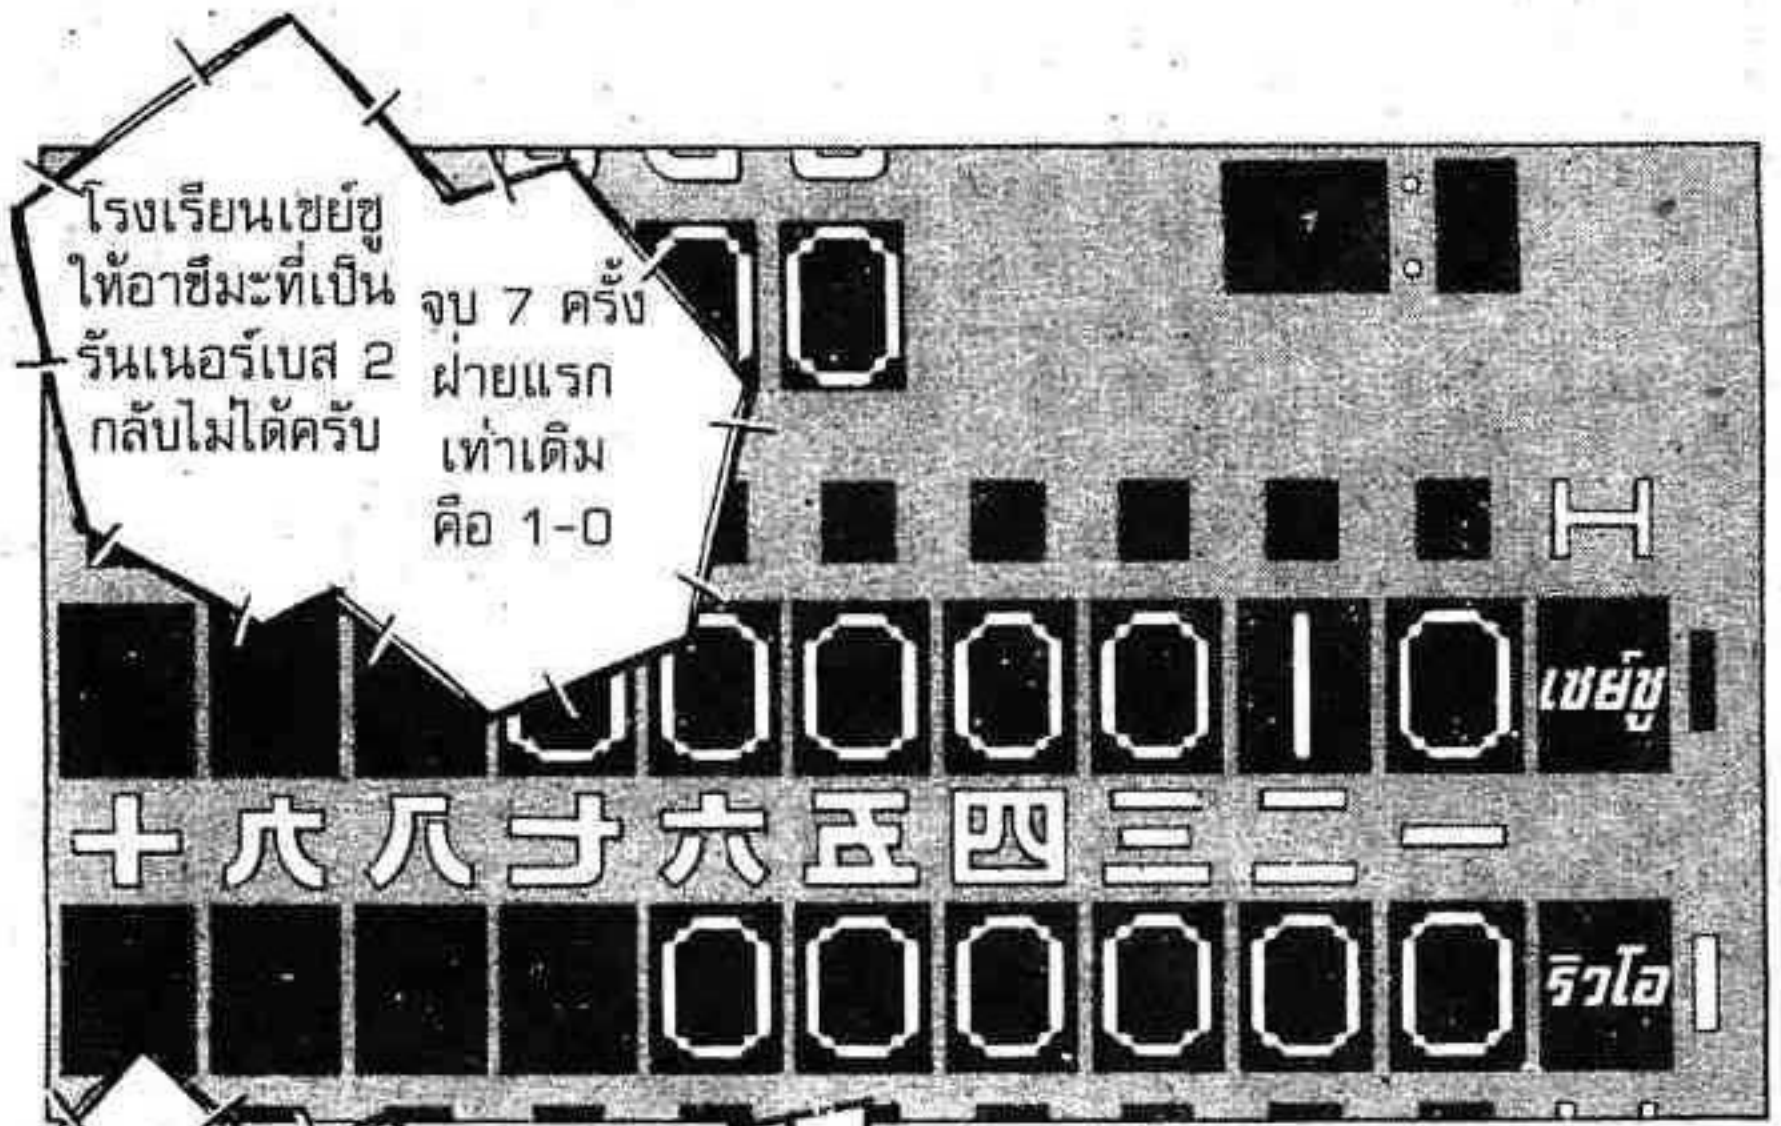 โรงเรียนเซย์ชู
ให้อาซึมะที่เป็น
รันเนอร์เบส 2
กลับไม่ได้ครับ
จบ 7 ครึ่ง
ฝ่ายแรก
เท่าเดิม
คือ 1-0
0 0
H
0 0 0 0 0 1 0 เซย์ชู
十 九 八 七 六 五 四 三 二 一
0 0 0 0 0 0 ริวโอ